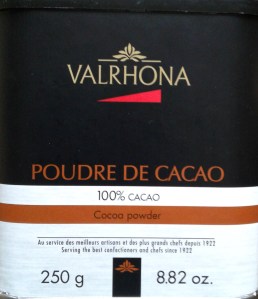 VALRHONA
POUDRE DE CACAO
100% CACAO
Cocoa powder
Au service des meilleurs artisans et des plus grands chefs depuis 1922
Serving the best confectioners and chefs since 1922
250 g 8.82 oz.